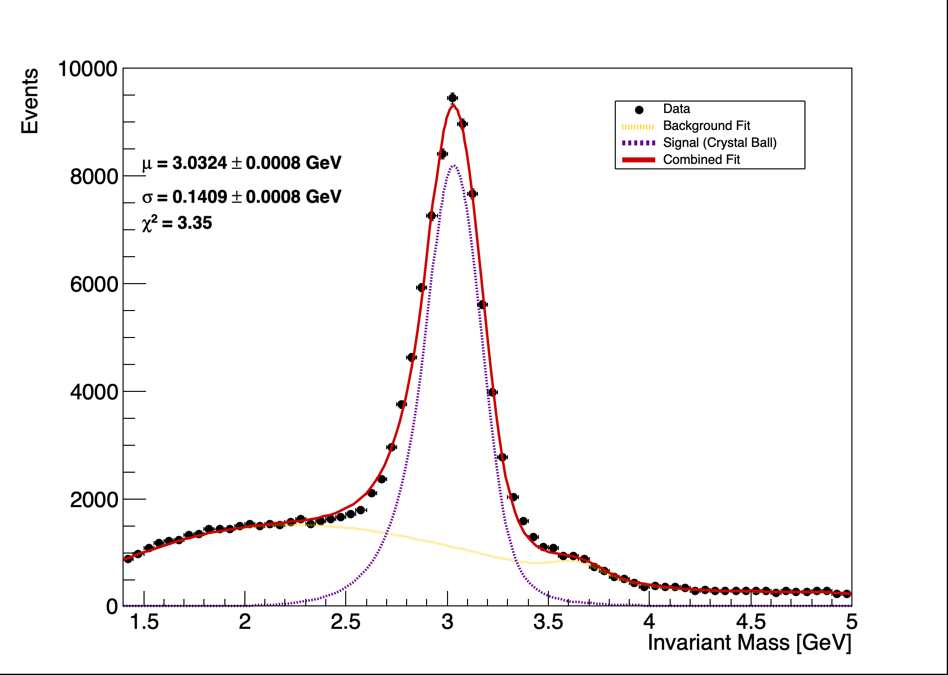 Events
10000
8000
6000
4000
2000
0
μ = 3.0324 ± 0.0008 GeV
σ = 0.1409 ± 0.0008 GeV
χ² = 3.35
Data
Background Fit
Signal (Crystal Ball)
Combined Fit
1.5 2 2.5 3 3.5 4 4.5 5
Invariant Mass [GeV]